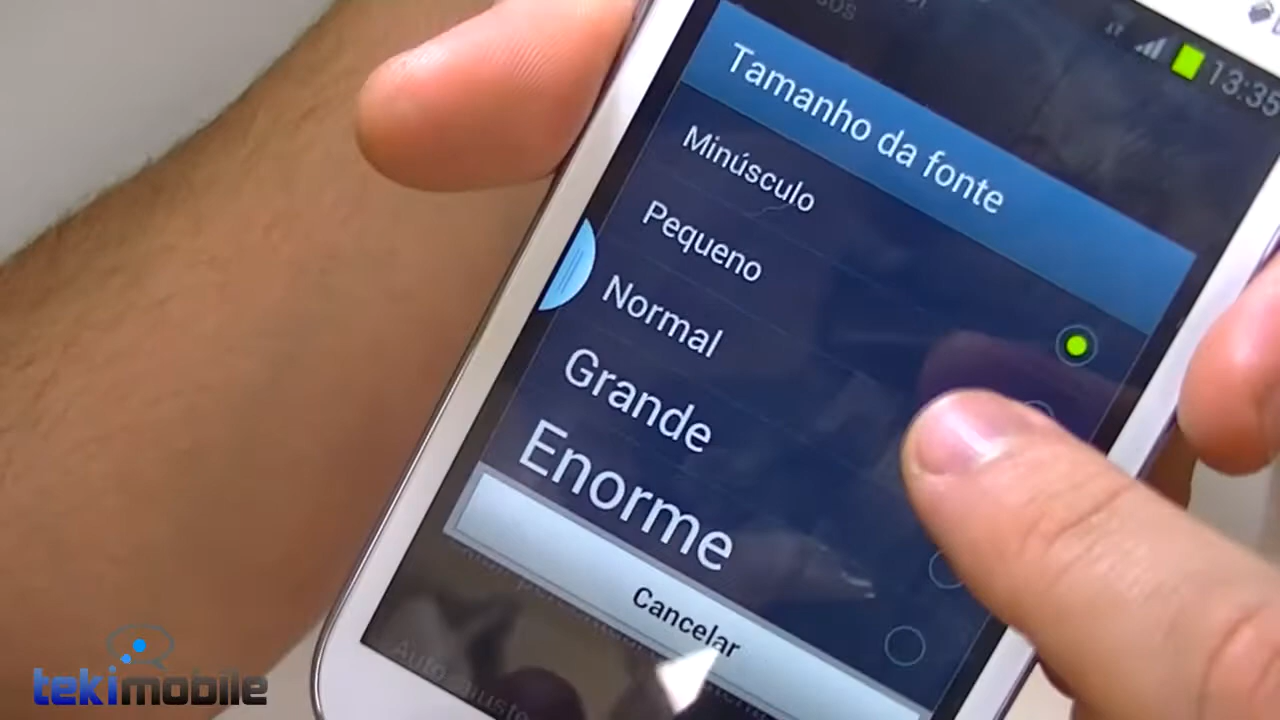 13:35
Tamanho da fonte
Minúsculo
Pequeno
Normal
Grande
Enorme
Cancelar
tekimobile